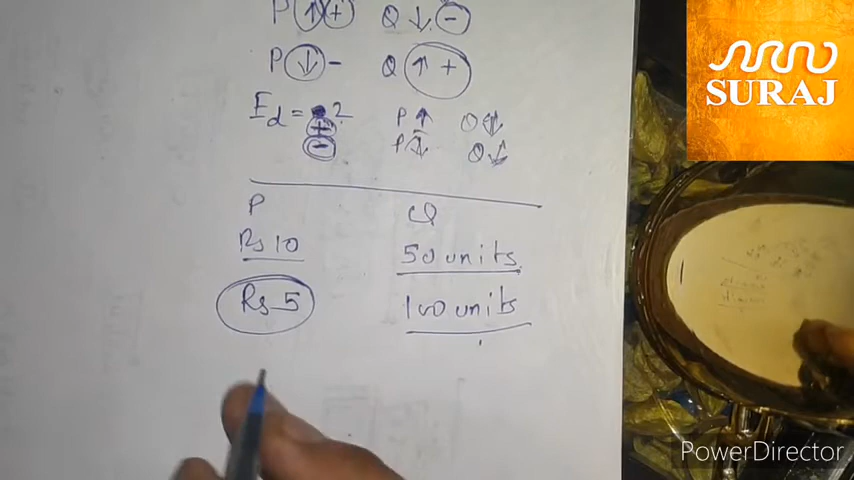 P ↑ + Q ↓ -
P ↓ - Q ↑ +
Ed = 2 P ↑ Q ↓
+ P ↓ Q ↓
-
P Q
Rs 10 50 units
Rs 5 100 units
SURAJ
PowerDirector